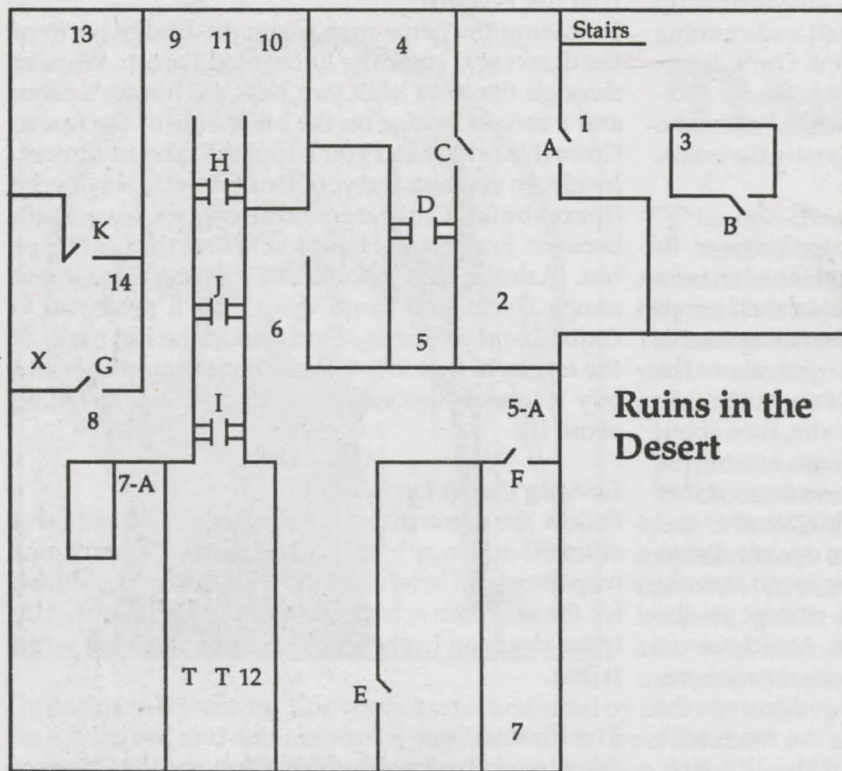 13 9 11 10 4 Stairs
1
3
A
C
H
B
D
K
14
J
2
6
5
X G
8
I
5-A
Ruins in the
Desert
7-A
F
T T 12
E
7